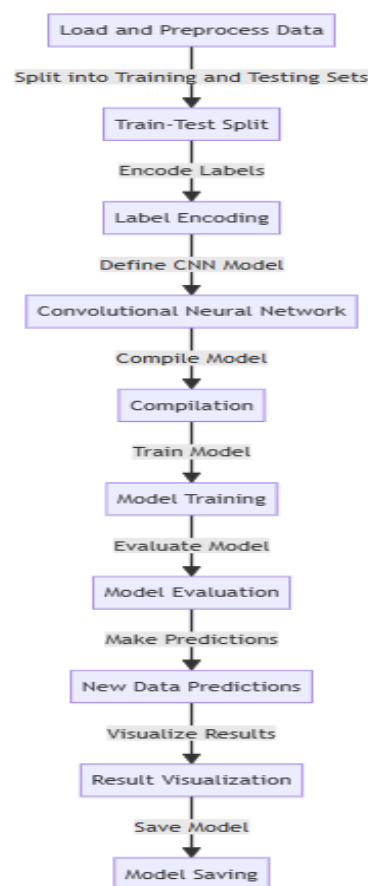 Load and Preprocess Data
Split into Training and Testing Sets
Train-Test Split
Encode Labels
Label Encoding
Define CNN Model
Convolutional Neural Network
Compile Model
Compilation
Train Model
Model Training
Evaluate Model
Model Evaluation
Make Predictions
New Data Predictions
Visualize Results
Result Visualization
Save Model
Model Saving